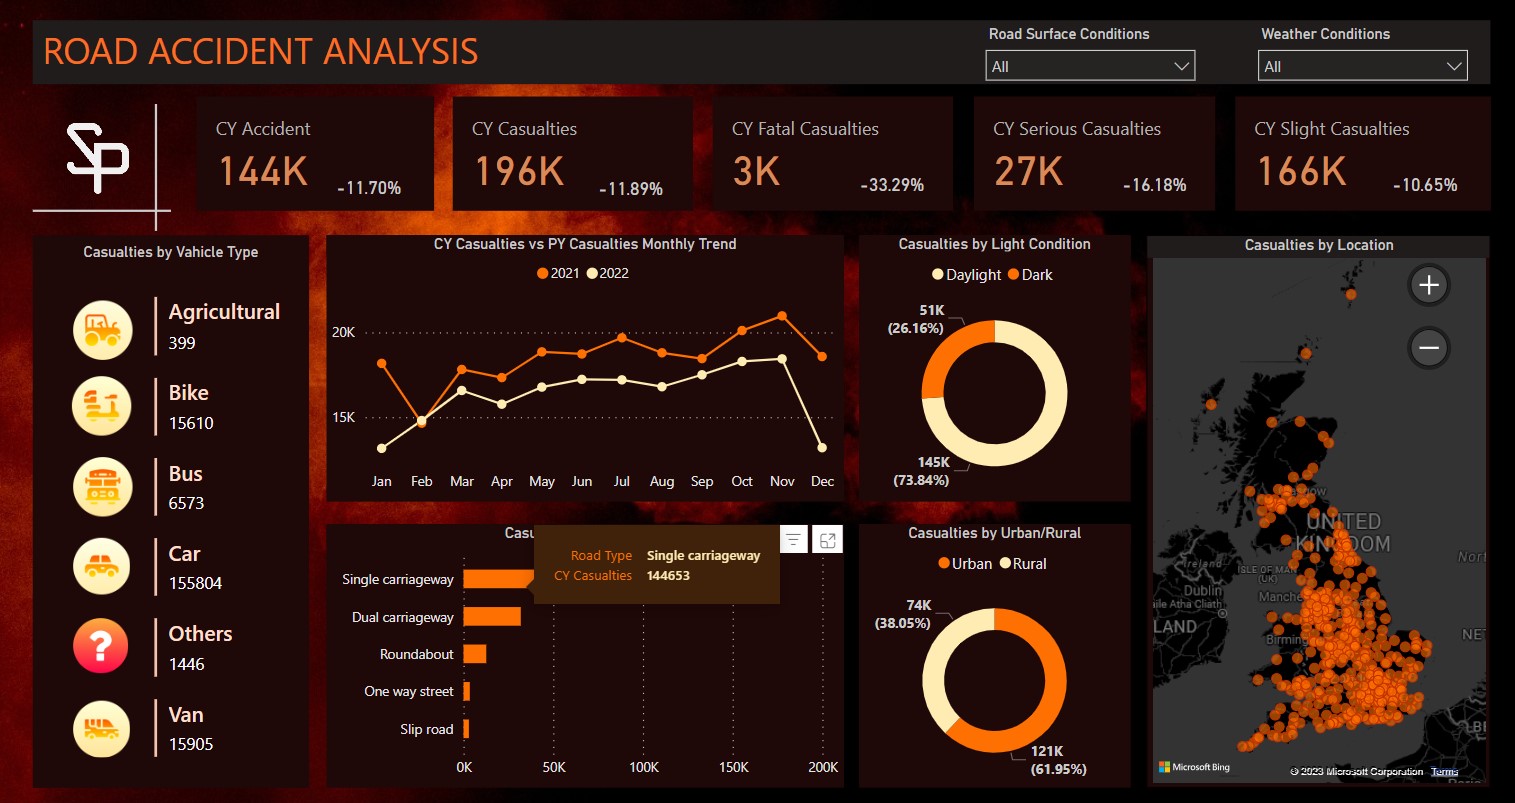 ROAD ACCIDENT ANALYSIS
Road Surface Conditions
All
Weather Conditions
All
SP
CY Accident
144K
-11.70%
CY Casualties
196K
-11.89%
CY Fatal Casualties
3K
-33.29%
CY Serious Casualties
27K
-16.18%
CY Slight Casualties
166K
-10.65%
Casualties by Vehicle Type
Agricultural
399
Bike
15610
Bus
6573
Car
155804
?
Others
1446
Van
15905
CY Casualties vs PY Casualties Monthly Trend
2021 2022
20K
15K
Jan Feb Mar Apr May Jun Jul Aug Sep Oct Nov Dec
Casu
Road Type Single carriageway
CY Casualties 144653
Single carriageway
Dual carriageway
Roundabout
One way street
Slip road
0K 50K 100K 150K 200K
Casualties by Light Condition
Daylight Dark
51K
(26.16%)
145K
(73.84%)
Casualties by Urban/Rural
Urban Rural
74K
(38.05%)
121K
(61.95%)
Casualties by Location
+
−
UNITED
KINGDOM
Nort
Ireland
ISLE OF MAN
(UK)
Dublin
Manche
aile Atha Cliath
LAND
Birming
NET
BE
Microsoft Bing
© 2023 Microsoft Corporation Terms